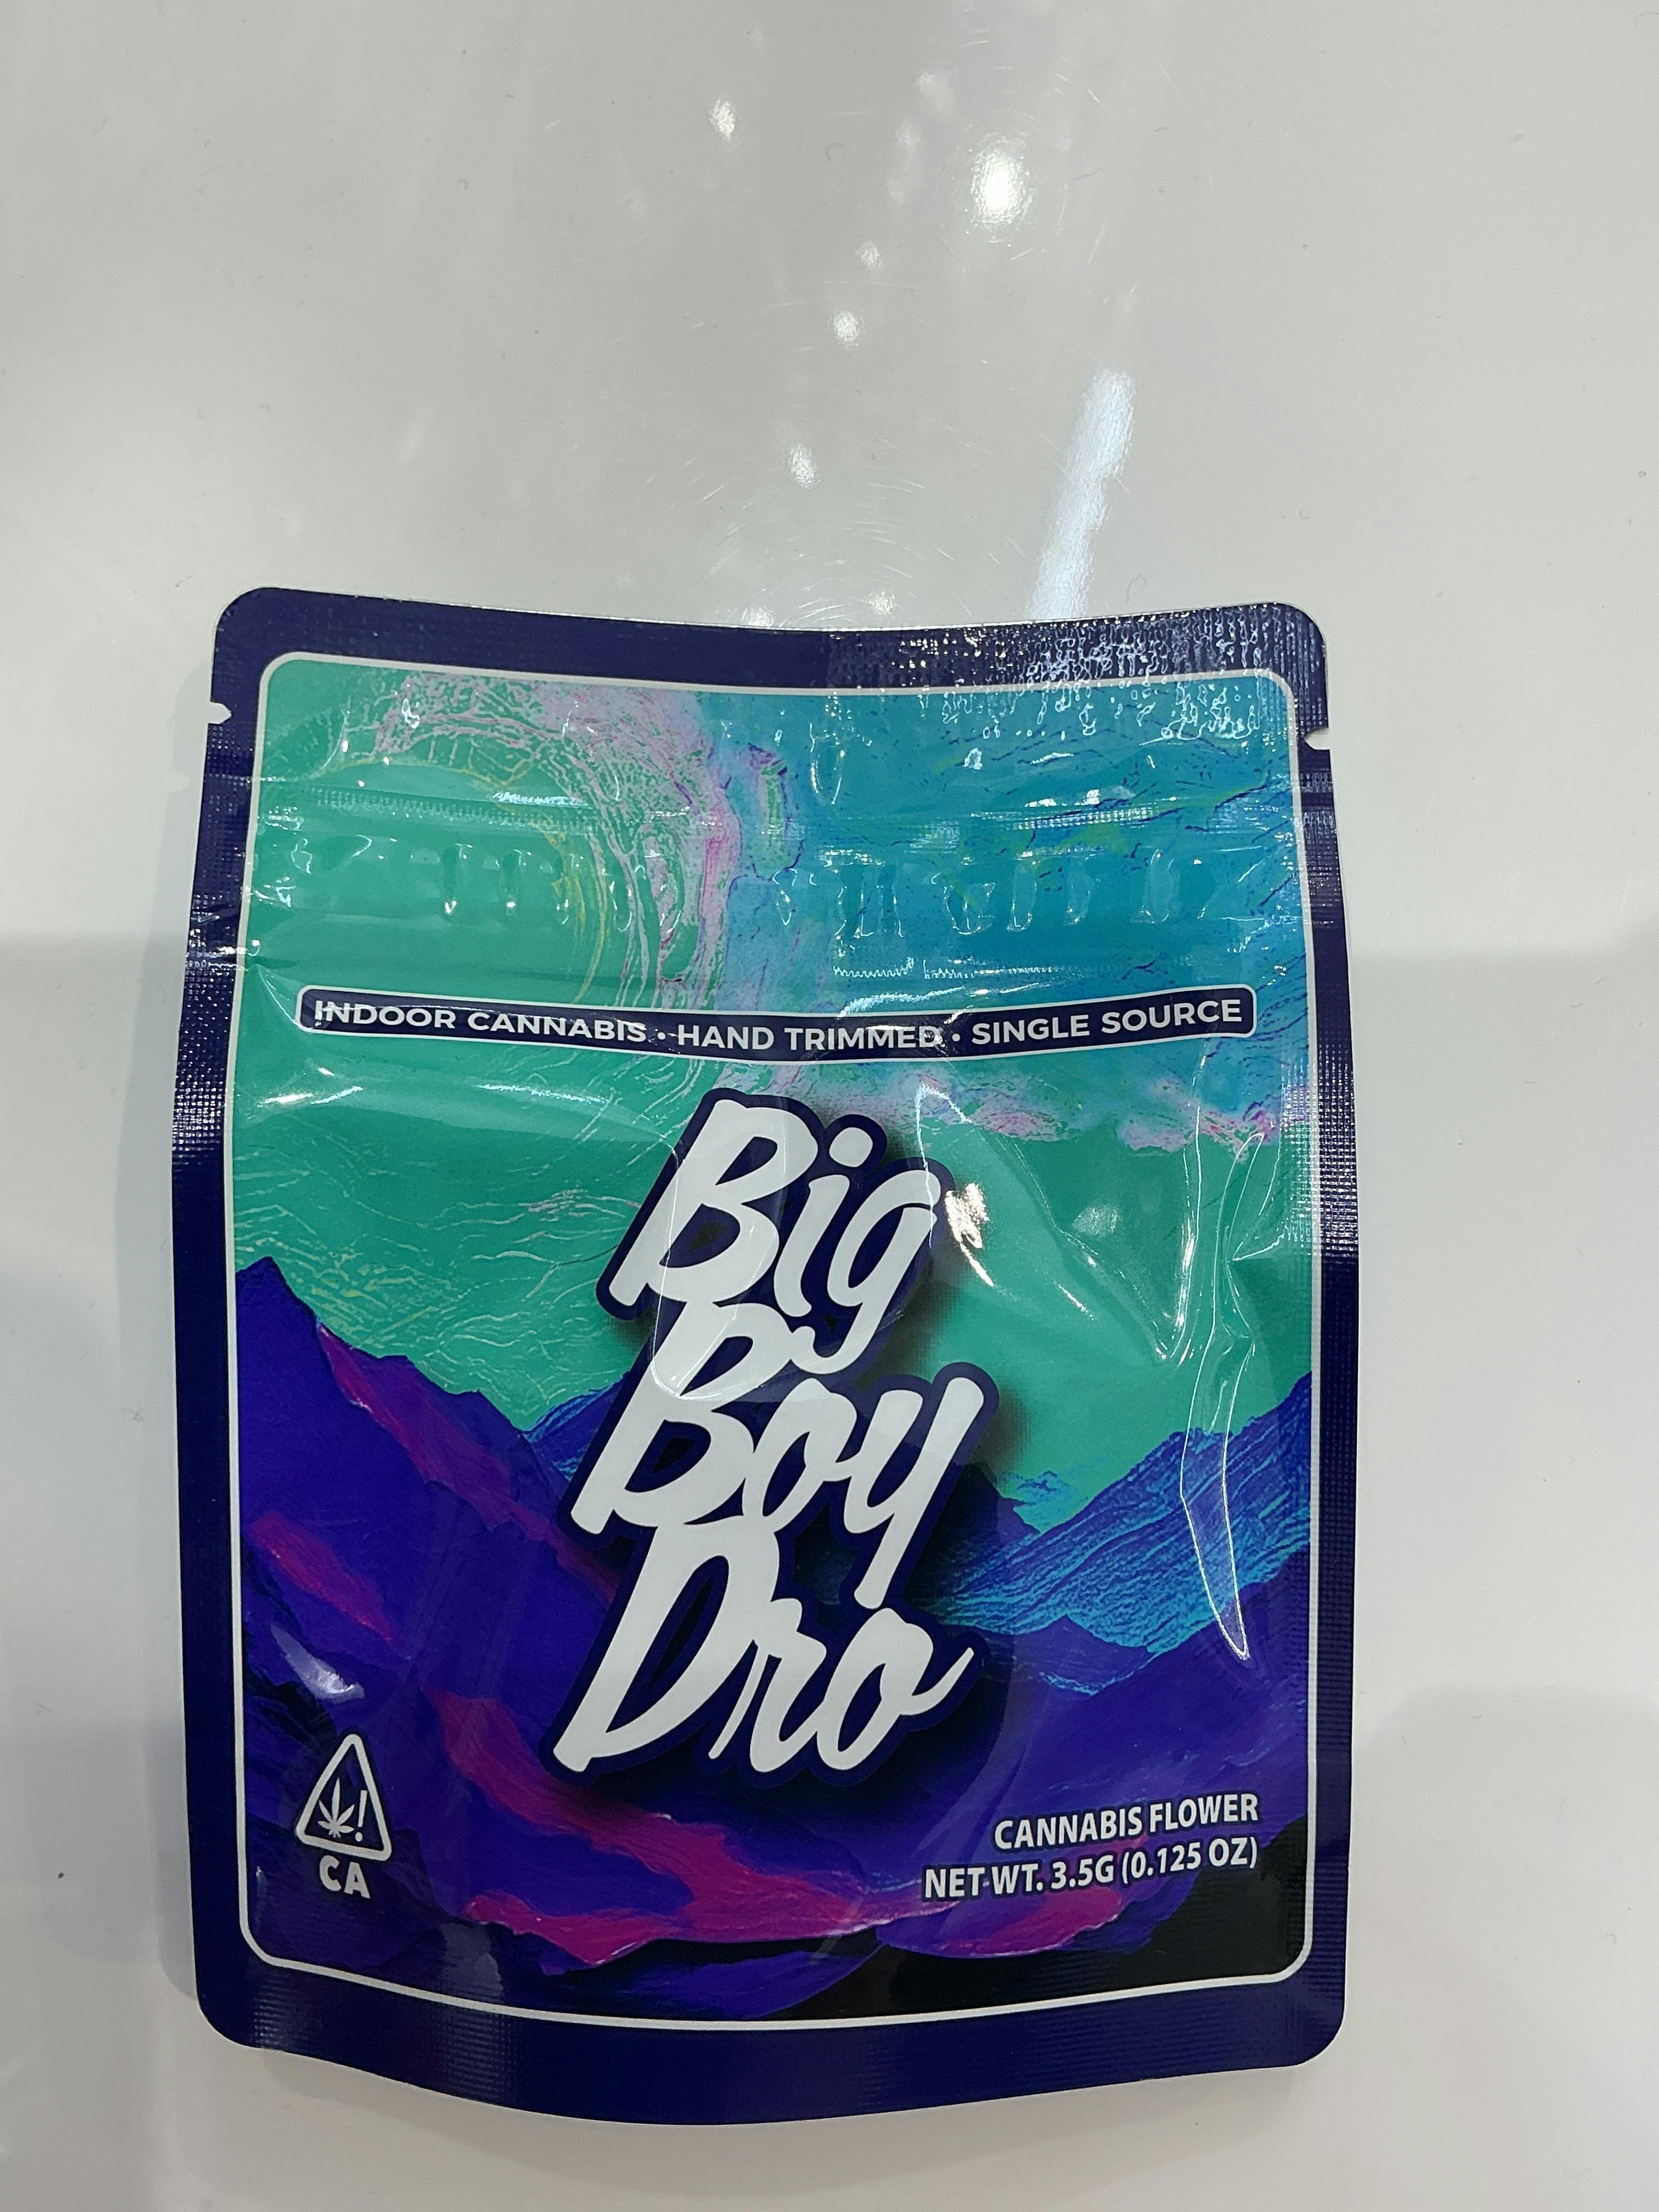 INDOOR CANNABIS · HAND TRIMMED · SINGLE SOURCE
Big
Boy
Dro
CANNABIS FLOWER
NET WT. 3.5G (0.125 OZ)
!
CA